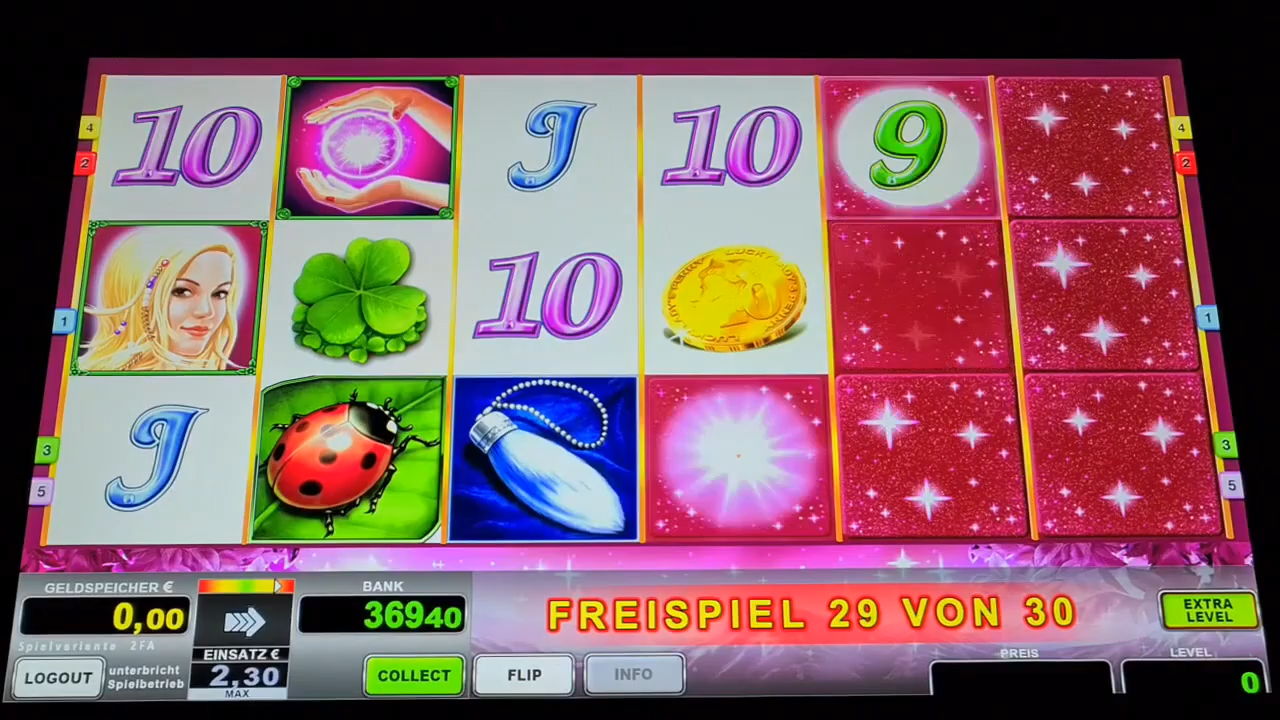 10 J 10 9
4 4
2 2
10
1 1
J
3 3
5 5
GELDSPEICHER €
0,00
Spielvariante 2FA
LOGOUT
unterbricht
Spielbetrieb
EINSATZ €
2,30
MAX
BANK
36940
COLLECT
FLIP
INFO
FREISPIEL 29 VON 30
EXTRA
LEVEL
PREIS
LEVEL
0